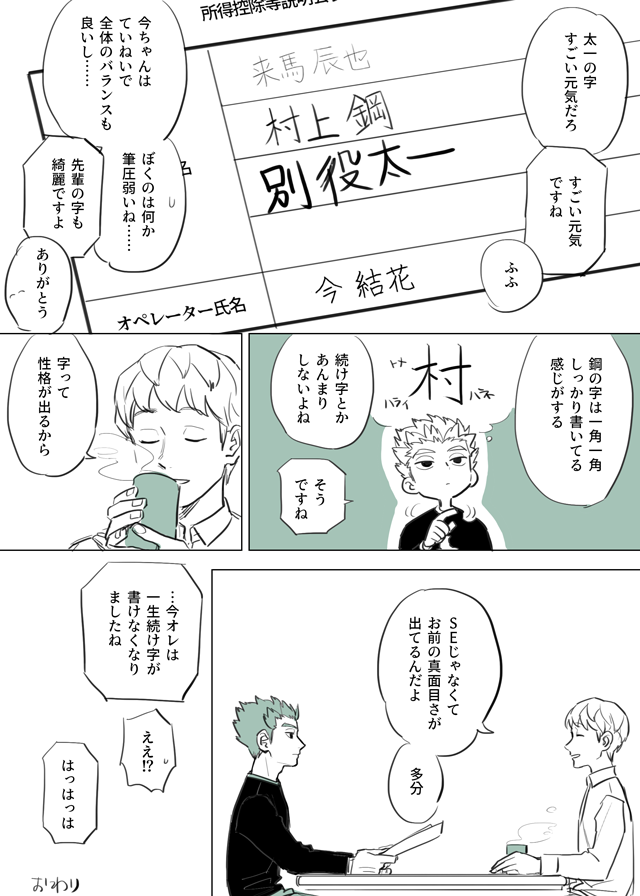 所得控除等説明会
太一の字
すごい元気だろ
すごい元気
ですね
ふふ
来馬辰也
村上鋼
別役太一
今結花
オペレーター氏名
名
今ちゃんは
ていねいで
全体のバランスも
良いし……
ぼくのは何か
筆圧弱いね……
先輩の字も
綺麗ですよ
ありがとう
鋼の字は一角一角
しっかり書いてる
感じがする
村
トメ
ハライ
ハネ
続け字とか
あんまり
しないよね
そう
ですね
字って
性格が出るから
SEじゃなくて
お前の真面目さが
出てるんだよ
多分
…今オレは
一生続け字が
書けなくなり
ましたね
ええ!?
はっはっは
おわり